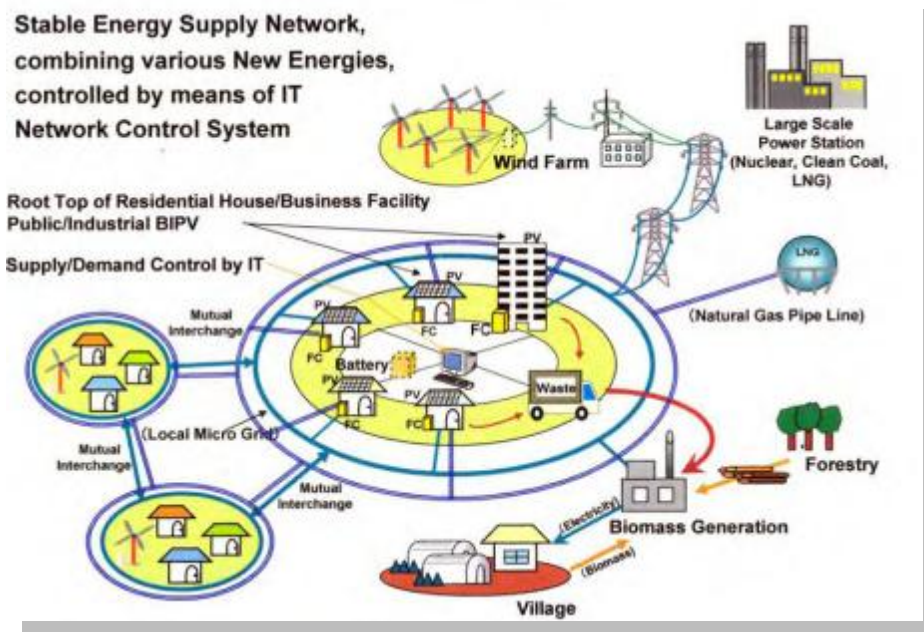 Stable Energy Supply Network,
combining various New Energies,
controlled by means of IT
Network Control System
Large Scale
Power Station
(Nuclear, Clean Coal,
LNG)
Wind Farm
Root Top of Residential House/Business Facility
Public/Industrial BIPV
Supply/Demand Control by IT
PV
PV
PV
PV
PV
FC
FC
FC
FC
FC
Battery
Waste
LNG
(Natural Gas Pipe Line)
Mutual
Interchange
(Local Micro Grid)
Mutual
Interchange
Mutual
Interchange
Forestry
Biomass Generation
(Electricity)
(Biomass)
Village